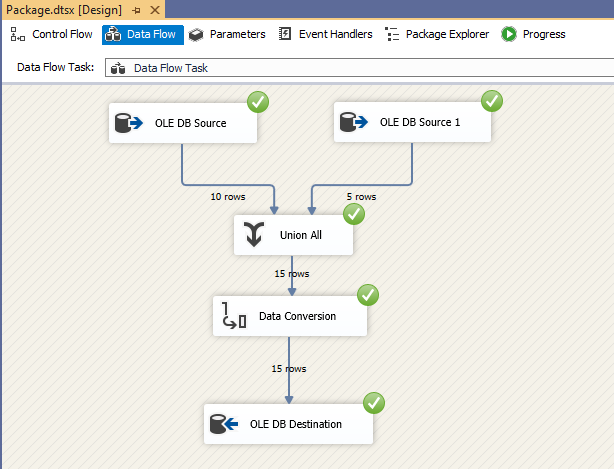 Package.dtsx [Design]
Control Flow
Data Flow
Parameters
Event Handlers
Package Explorer
Progress
Data Flow Task:
Data Flow Task
OLE DB Source
OLE DB Source 1
10 rows
5 rows
Union All
15 rows
Data Conversion
15 rows
OLE DB Destination